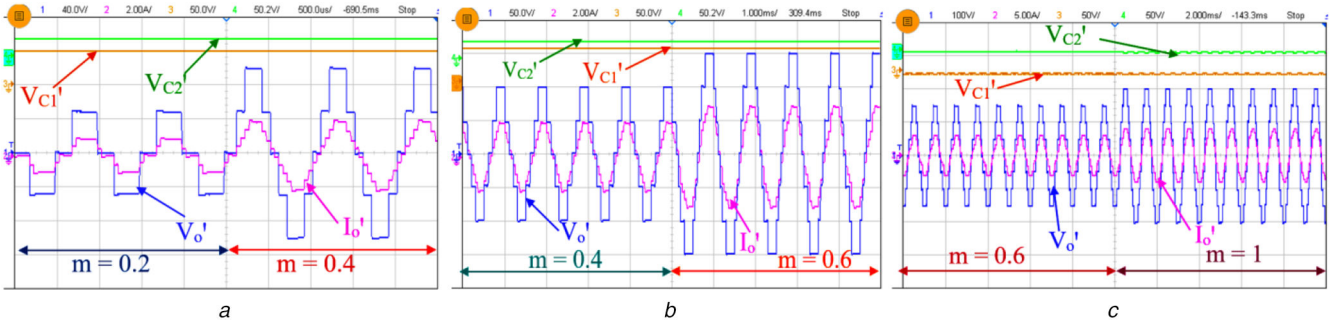 1 40.0V/ 2 2.00A/ 3 50.0V/ 4 50.2V/ 500.0us/ -690.5ms Stop
VC1'
VC2'
Vo'
Io'
m = 0.2
m = 0.4
a
1 50.0V/ 2 2.00A/ 3 50.0V/ 4 50.2V/ 1.000ms/ 309.4ms Stop
VC2'
VC1'
Vo'
Io'
m = 0.4
m = 0.6
b
1 100V/ 2 5.00A/ 3 50V/ 4 50V/ 2.000ms/ -143.3ms Stop
VC2'
VC1'
Vo'
Io'
m = 0.6
m = 1
c